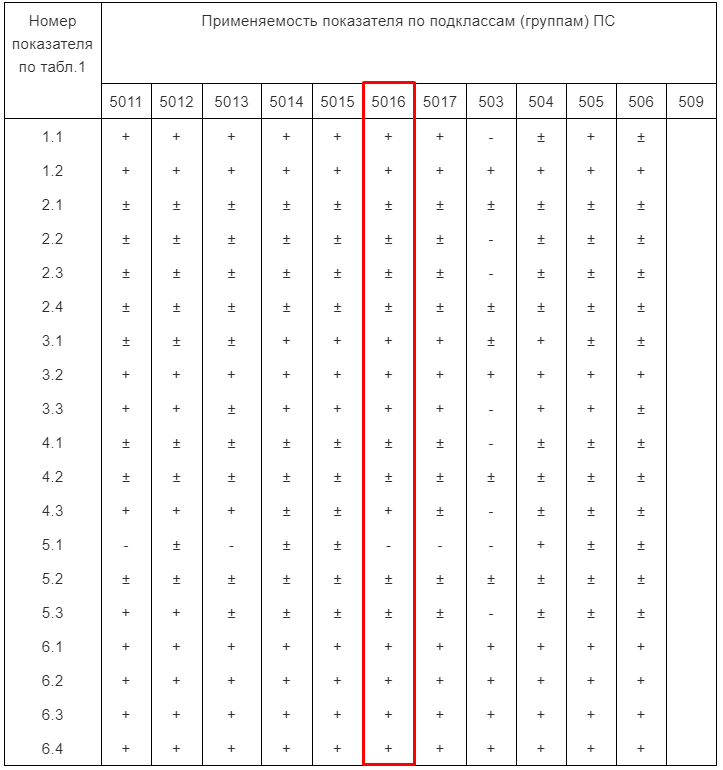 Номер показателя по табл.1 Применяемость показателя по подклассам (группам) ПС
5011 5012 5013 5014 5015 5016 5017 503 504 505 506 509
1.1 + + + + + + + - ± + ±
1.2 + + + + + + + + + + +
2.1 ± ± ± ± ± ± ± ± ± ± ±
2.2 ± ± ± ± ± ± ± - ± ± ±
2.3 ± ± ± ± ± ± ± - ± ± ±
2.4 ± ± ± ± ± ± ± ± ± ± ±
3.1 ± ± ± + + + + ± + ± ±
3.2 + + + + + + + + + + +
3.3 + + ± + + + + - + + ±
4.1 ± ± ± ± ± ± ± - ± ± ±
4.2 ± ± ± ± ± ± ± ± ± ± ±
4.3 + + + ± ± + ± - ± ± ±
5.1 - ± - ± ± - - - + ± ±
5.2 ± ± ± ± ± ± ± ± ± ± ±
5.3 + + ± ± ± ± ± - ± ± ±
6.1 + + + + + + + + + + +
6.2 + + + + + + + + + + +
6.3 + + + + + + + + + + +
6.4 + + + + + + + + + + +